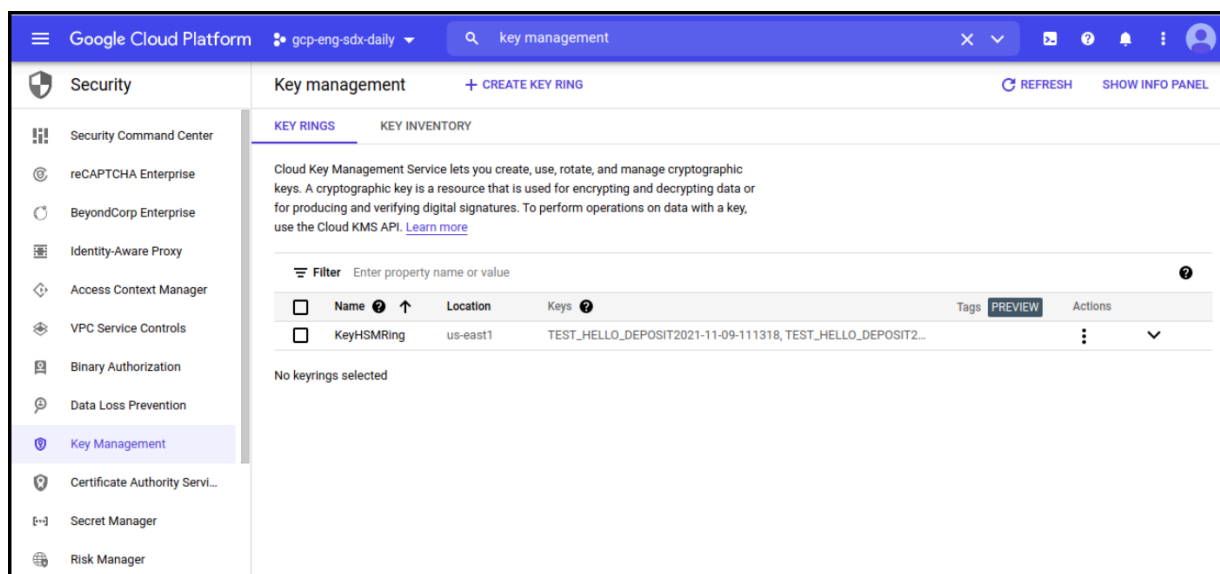 Google Cloud Platform gcp-eng-sdx-daily key management
Security
Key management + CREATE KEY RING REFRESH SHOW INFO PANEL
Security Command Center
reCAPTCHA Enterprise
BeyondCorp Enterprise
Identity-Aware Proxy
Access Context Manager
VPC Service Controls
Binary Authorization
Data Loss Prevention
Key Management
Certificate Authority Servi...
Secret Manager
Risk Manager
KEY RINGS KEY INVENTORY
Cloud Key Management Service lets you create, use, rotate, and manage cryptographic
keys. A cryptographic key is a resource that is used for encrypting and decrypting data or
for producing and verifying digital signatures. To perform operations on data with a key,
use the Cloud KMS API. Learn more
Filter Enter property name or value
Name Location Keys Tags PREVIEW Actions
KeyHSMRing us-east1 TEST_HELLO_DEPOSIT2021-11-09-111318, TEST_HELLO_DEPOSIT2...
No keyrings selected